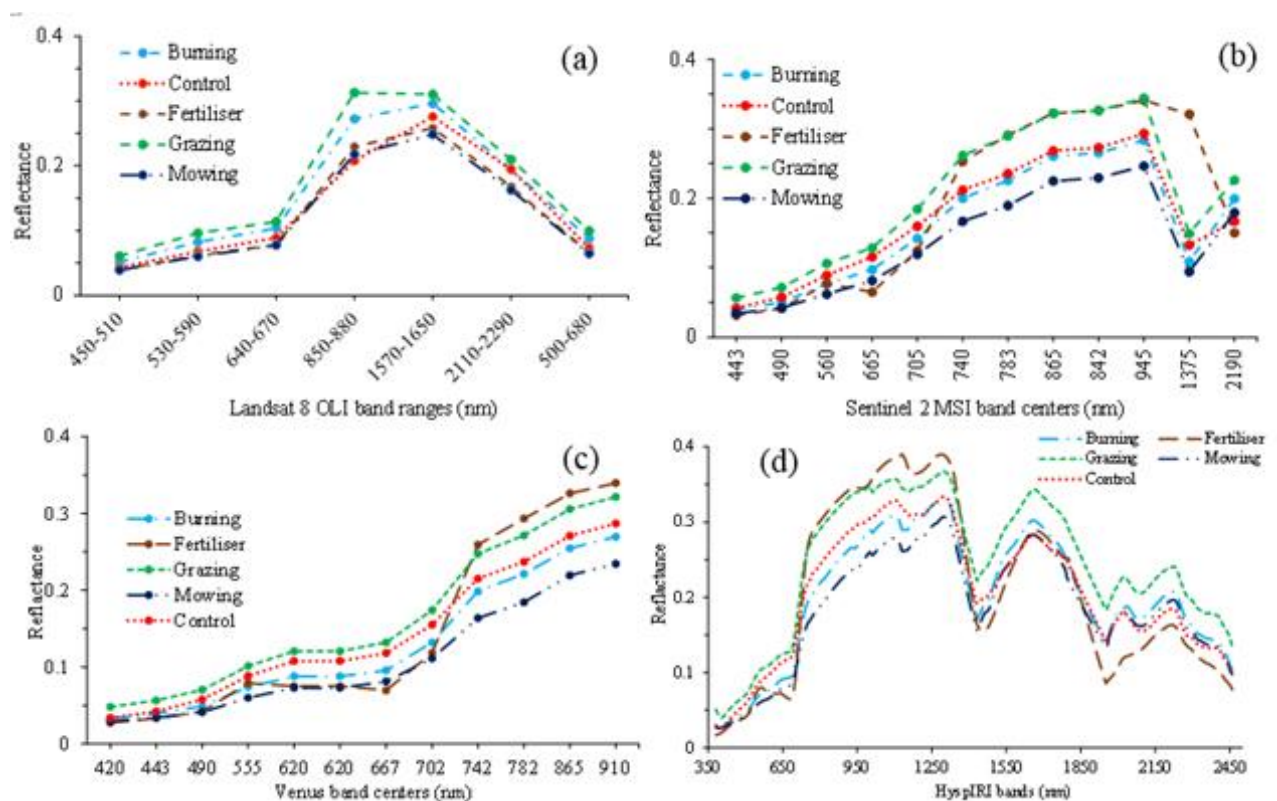 0.4
0.2
0
Reflectance
Burning
Control
Fertiliser
Grazing
Mowing
(a)
450-510
530-590
640-670
850-880
1570-1650
2110-2290
500-680
Landsat 8 OLI band ranges (nm)
0.4
0.2
0
Reflectance
Burning
Control
Fertiliser
Grazing
Mowing
(b)
443
490
560
665
705
740
783
865
842
945
1375
2190
Sentinel 2 MSI band centers (nm)
0.4
0.3
0.2
0.1
0
Reflactance
Burning
Fertiliser
Grazing
Mowing
Control
(c)
420 443 490 555 620 620 667 702 742 782 865 910
Venus band centers (nm)
0.4
0.3
0.2
0.1
0
Reflactance
Burning Fertiliser
Grazing Mowing
Control
(d)
350 650 950 1250 1550 1850 2150 2450
HyspIRI bands (nm)